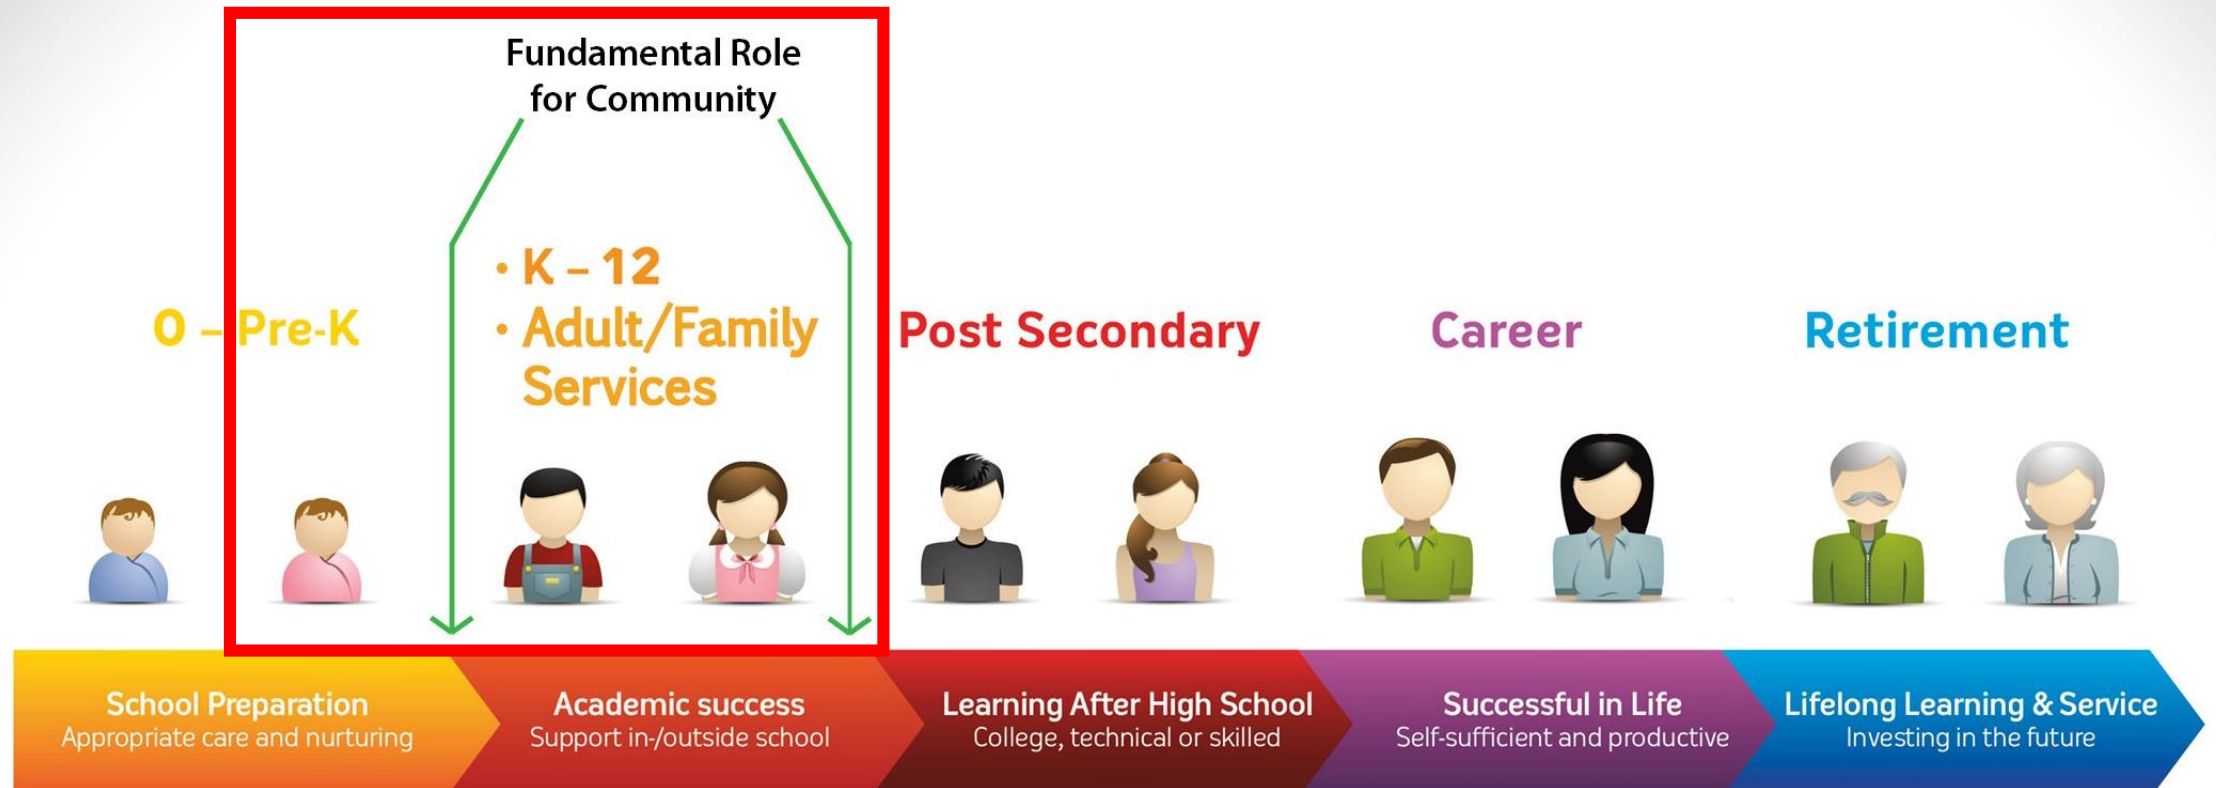 Fundamental Role
for Community
0 – Pre-K
• K – 12
• Adult/Family
Services
Post Secondary
Career
Retirement
School Preparation
Appropriate care and nurturing
Academic success
Support in-/outside school
Learning After High School
College, technical or skilled
Successful in Life
Self-sufficient and productive
Lifelong Learning & Service
Investing in the future